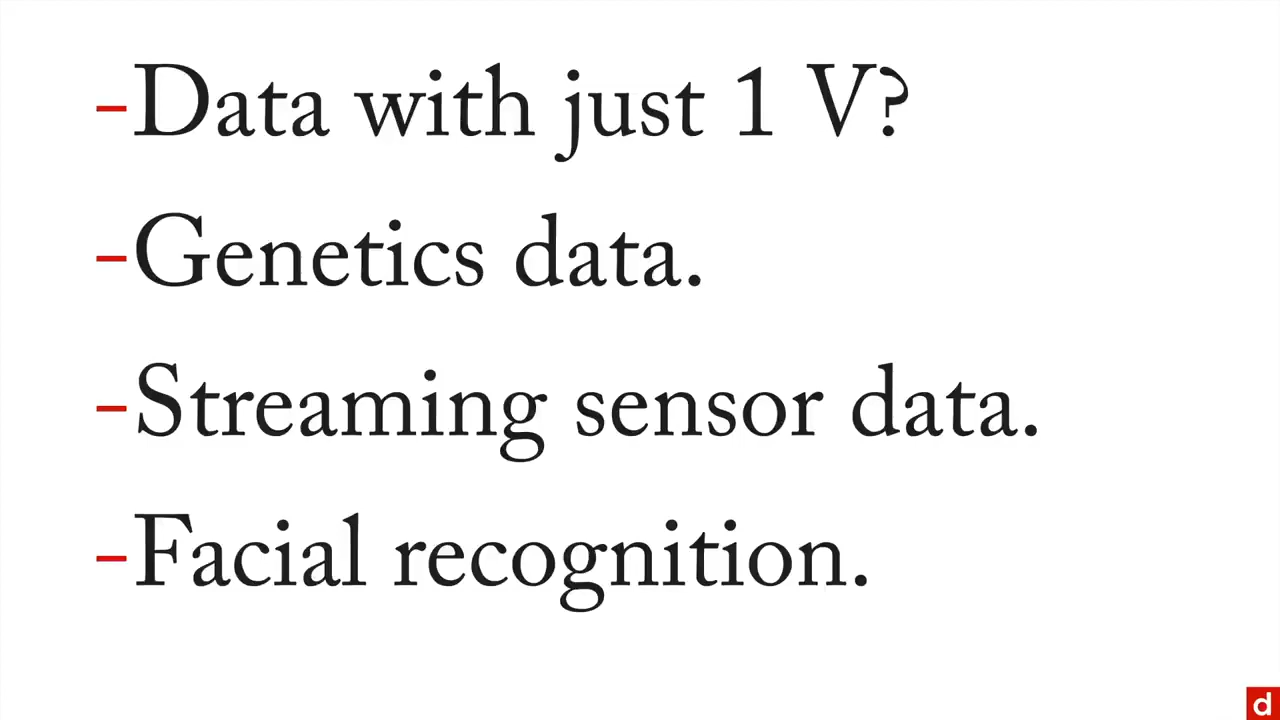 -Data with just 1 V?
-Genetics data.
-Streaming sensor data.
-Facial recognition.
d